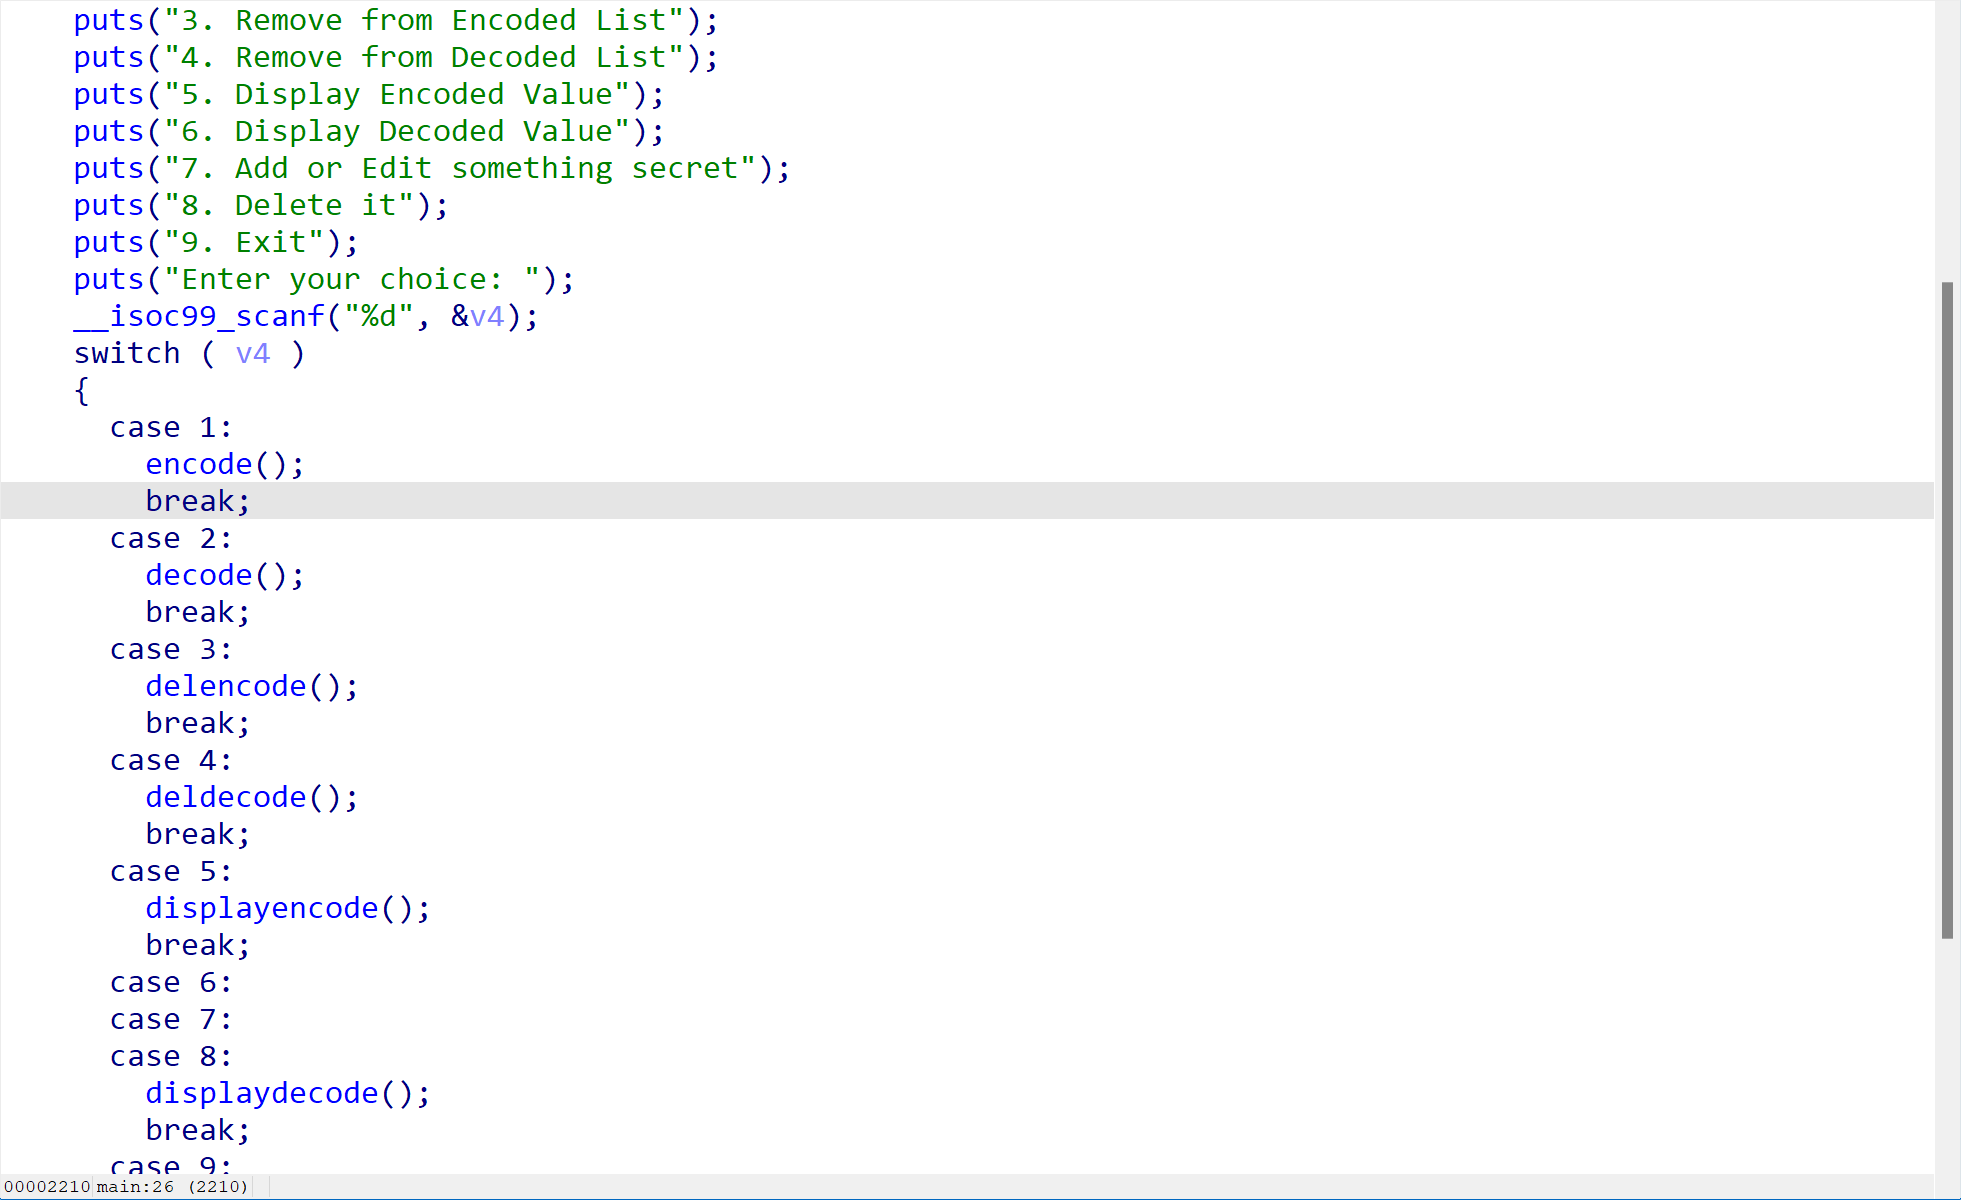 puts("3. Remove from Encoded List");
puts("4. Remove from Decoded List");
puts("5. Display Encoded Value");
puts("6. Display Decoded Value");
puts("7. Add or Edit something secret");
puts("8. Delete it");
puts("9. Exit");
puts("Enter your choice: ");
__isoc99_scanf("%d", &v4);
switch ( v4 )
{
case 1:
encode();
break;
case 2:
decode();
break;
case 3:
delencode();
break;
case 4:
deldecode();
break;
case 5:
displayencode();
break;
case 6:
case 7:
case 8:
displaydecode();
break;
case 9:
00002210 main:26 (2210)